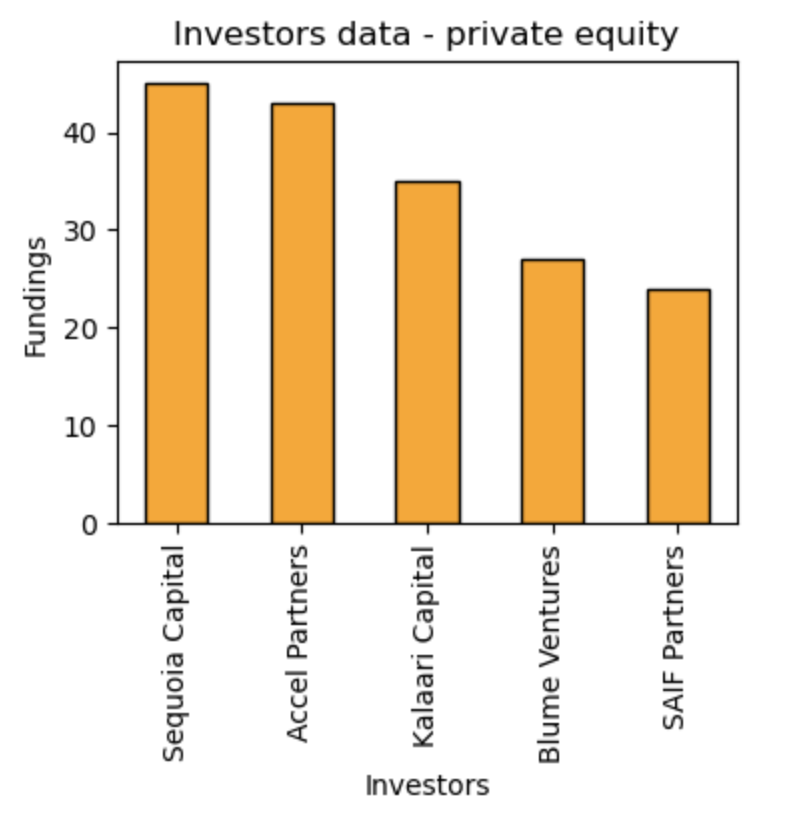 Investors data - private equity
40
30
20
10
0
Fundings
Sequoia Capital
Accel Partners
Kalaari Capital
Blume Ventures
SAIF Partners
Investors